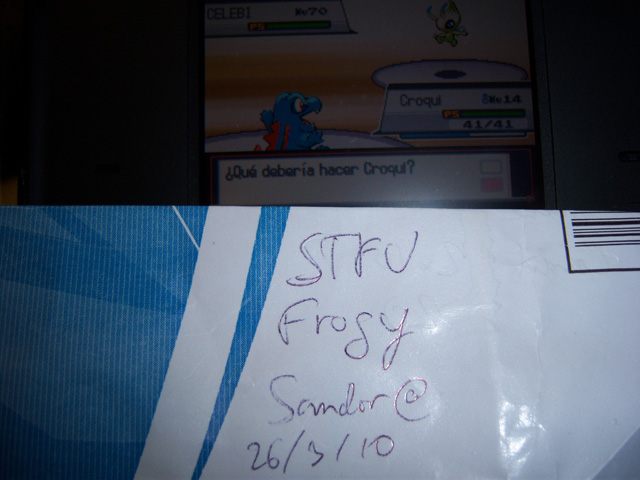 CELEBI Nv70
PS
Croqui ♂Nv14
PS
41/41
¿Qué debería hacer Croqui?
STFU
Frogy
Sandor@
26/3/10